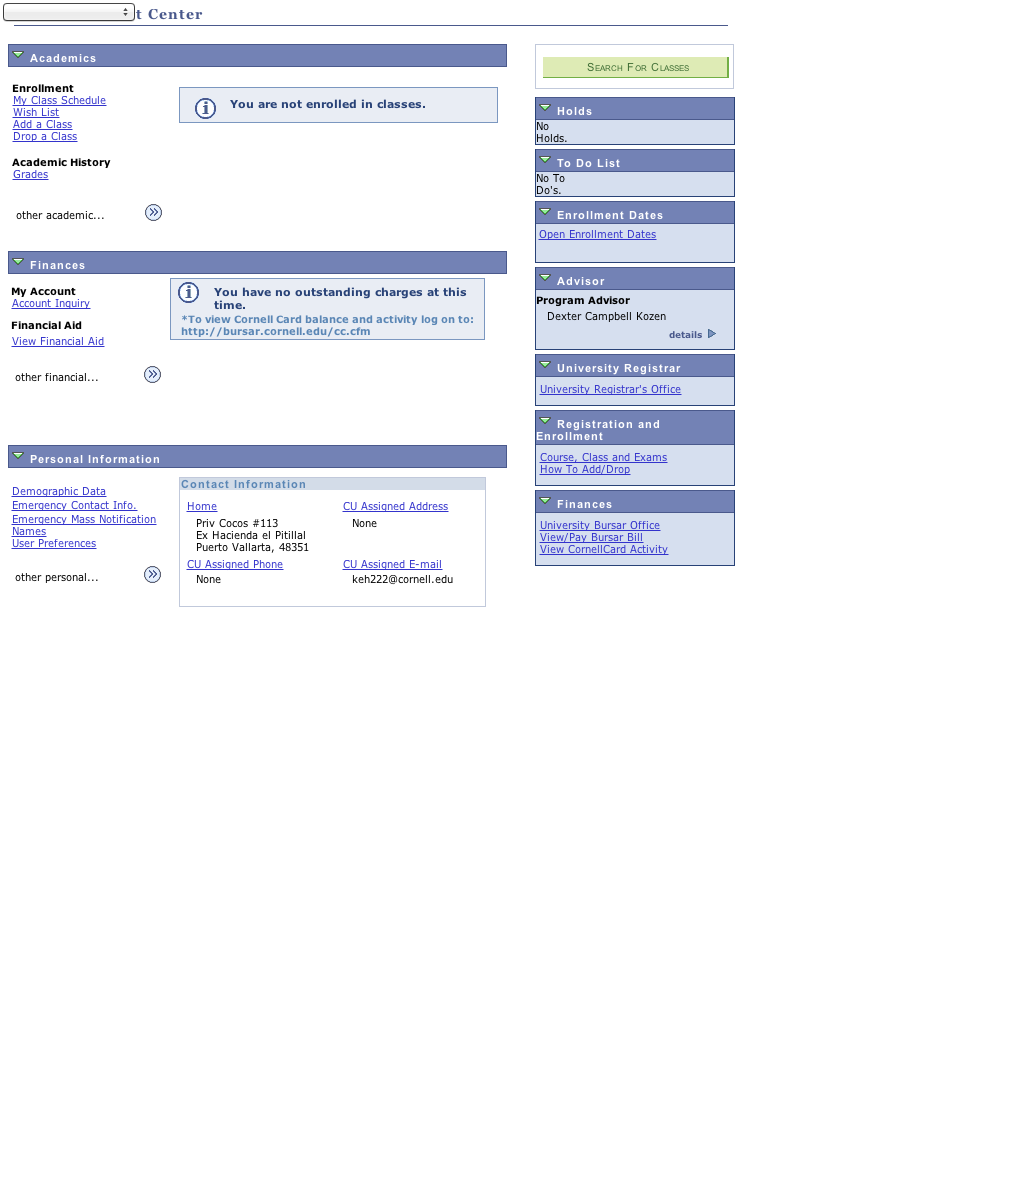 t Center
Academics
Enrollment
My Class Schedule
Wish List
Add a Class
Drop a Class
You are not enrolled in classes.
Academic History
Grades
other academic...
Finances
My Account
Account Inquiry
Financial Aid
View Financial Aid
You have no outstanding charges at this
time.
*To view Cornell Card balance and activity log on to:
http://bursar.cornell.edu/cc.cfm
other financial...
Personal Information
Demographic Data
Emergency Contact Info.
Emergency Mass Notification
Names
User Preferences
other personal...
Contact Information
Home
Priv Cocos #113
Ex Hacienda el Pitillal
Puerto Vallarta, 48351
CU Assigned Address
None
CU Assigned Phone
None
CU Assigned E-mail
keh222@cornell.edu
Search For Classes
Holds
No
Holds.
To Do List
No To
Do's.
Enrollment Dates
Open Enrollment Dates
Advisor
Program Advisor
Dexter Campbell Kozen
details
University Registrar
University Registrar's Office
Registration and
Enrollment
Course, Class and Exams
How To Add/Drop
Finances
University Bursar Office
View/Pay Bursar Bill
View CornellCard Activity